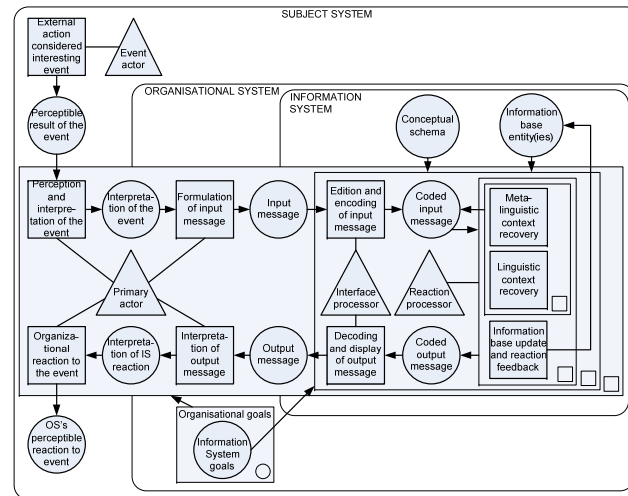 SUBJECT SYSTEM
External
action
considered
interesting
event
Event
actor
ORGANISATIONAL SYSTEM
INFORMATION
SYSTEM
Perceptible
result of the
event
Conceptual
schema
Information
base
entity(ies)
Perception
and
interpre-
tation of the
event
Interpreta-
tion of the
event
Formulation
of input
message
Input
message
Edition and
encoding of
input
message
Coded
input
message
Meta-
linguistic
context
recovery
Linguistic
context
recovery
Primary
actor
Interface
processor
Reaction
processor
Organiza-
tional
reaction to
the event
Interpreta-
tion of IS
reaction
Interpreta-
tion of
output
message
Output
message
Decoding
and display
of output
message
Coded
output
message
Information
base update
and reaction
feedback
OS's
perceptible
reaction to
event
Organisational goals
Information
System
goals